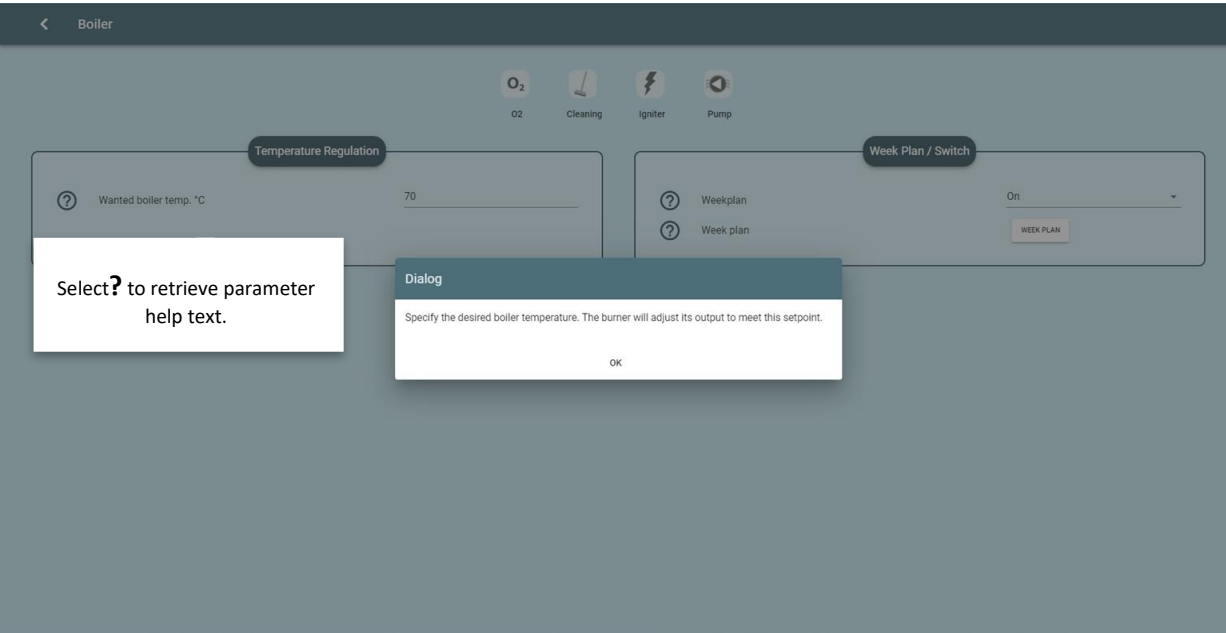 Boiler
O₂
O2
Cleaning
Igniter
Pump
Temperature Regulation
Wanted boiler temp. °C
70
Week Plan / Switch
Weekplan
On
Week plan
WEEK PLAN
Select? to retrieve parameter
help text.
Dialog
Specify the desired boiler temperature. The burner will adjust its output to meet this setpoint.
OK